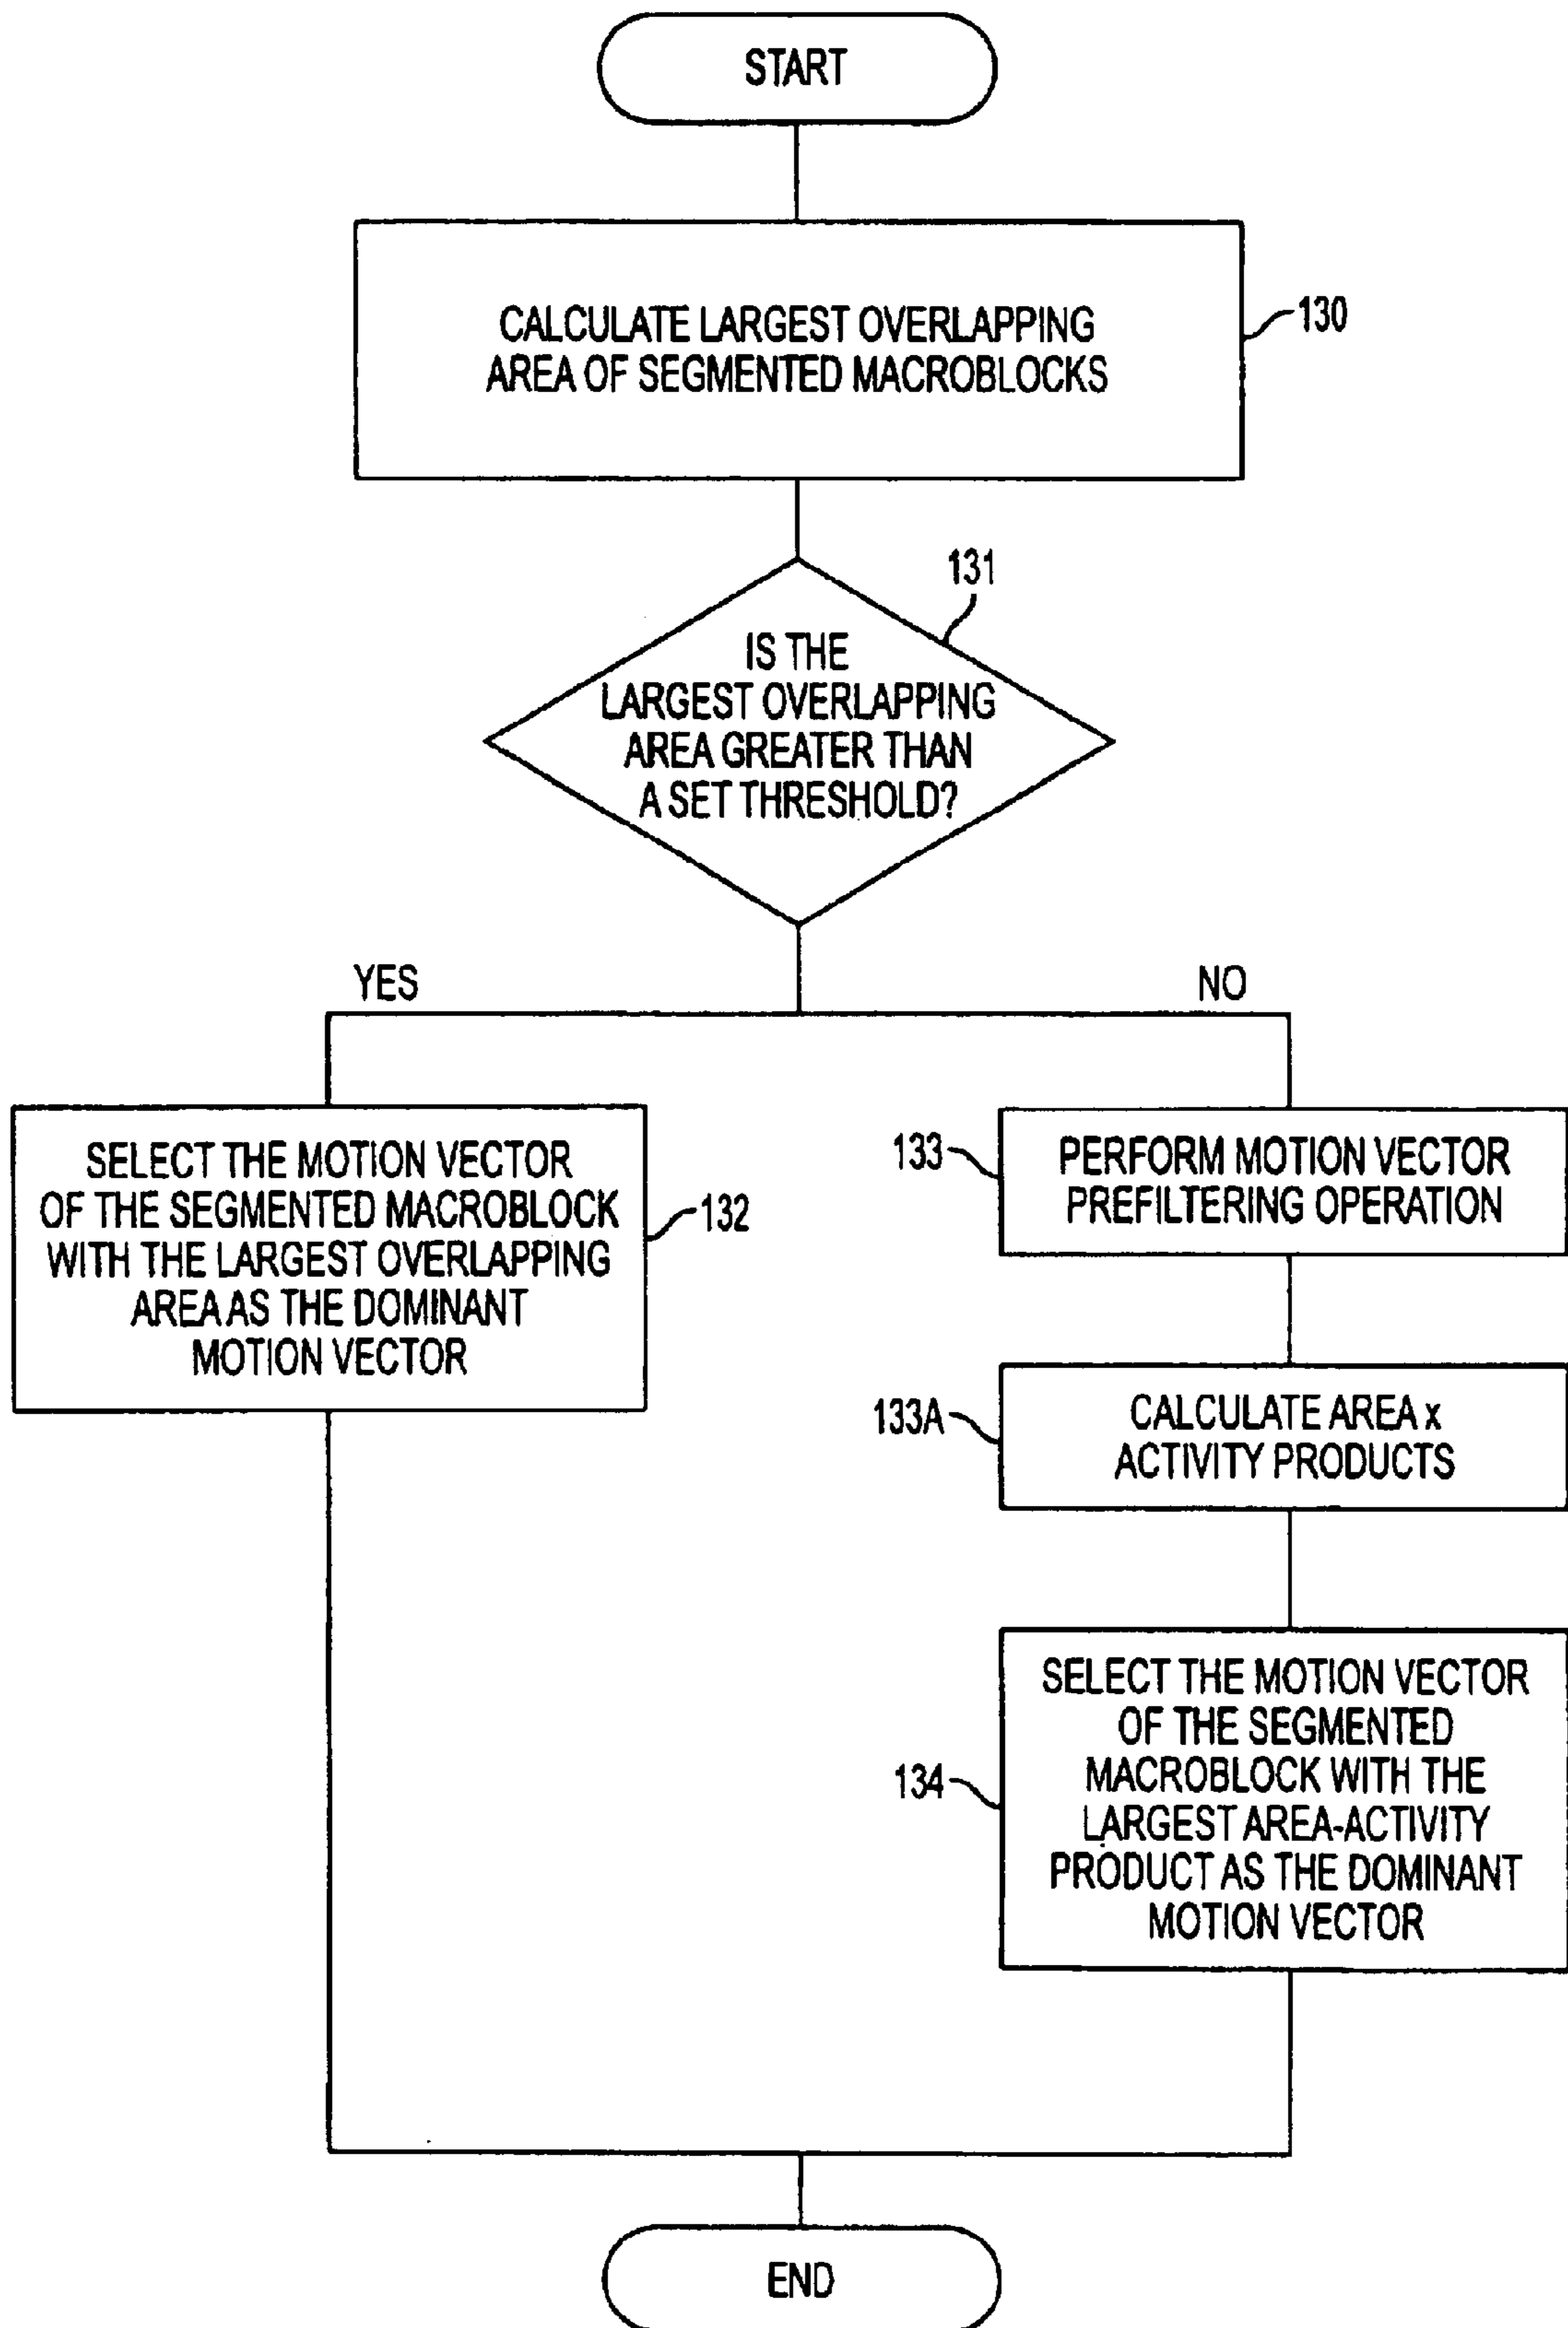 START
CALCULATE LARGEST OVERLAPPING
AREA OF SEGMENTED MACROBLOCKS
130
131
IS THE
LARGEST OVERLAPPING
AREA GREATER THAN
A SET THRESHOLD?
YES
NO
SELECT THE MOTION VECTOR
OF THE SEGMENTED MACROBLOCK
WITH THE LARGEST OVERLAPPING
AREA AS THE DOMINANT
MOTION VECTOR
132
133
PERFORM MOTION VECTOR
PREFILTERING OPERATION
133A
CALCULATE AREA x
ACTIVITY PRODUCTS
134
SELECT THE MOTION VECTOR
OF THE SEGMENTED
MACROBLOCK WITH THE
LARGEST AREA-ACTIVITY
PRODUCT AS THE DOMINANT
MOTION VECTOR
END